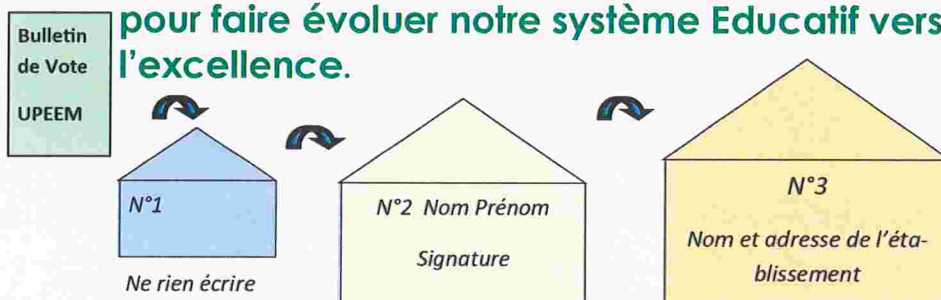 pour faire évoluer notre système Educatif vers
l'excellence.
Bulletin
de Vote
UPEEM
N°1
Ne rien écrire
N°2 Nom Prénom
Signature
N°3
Nom et adresse de l'éta-
blissement